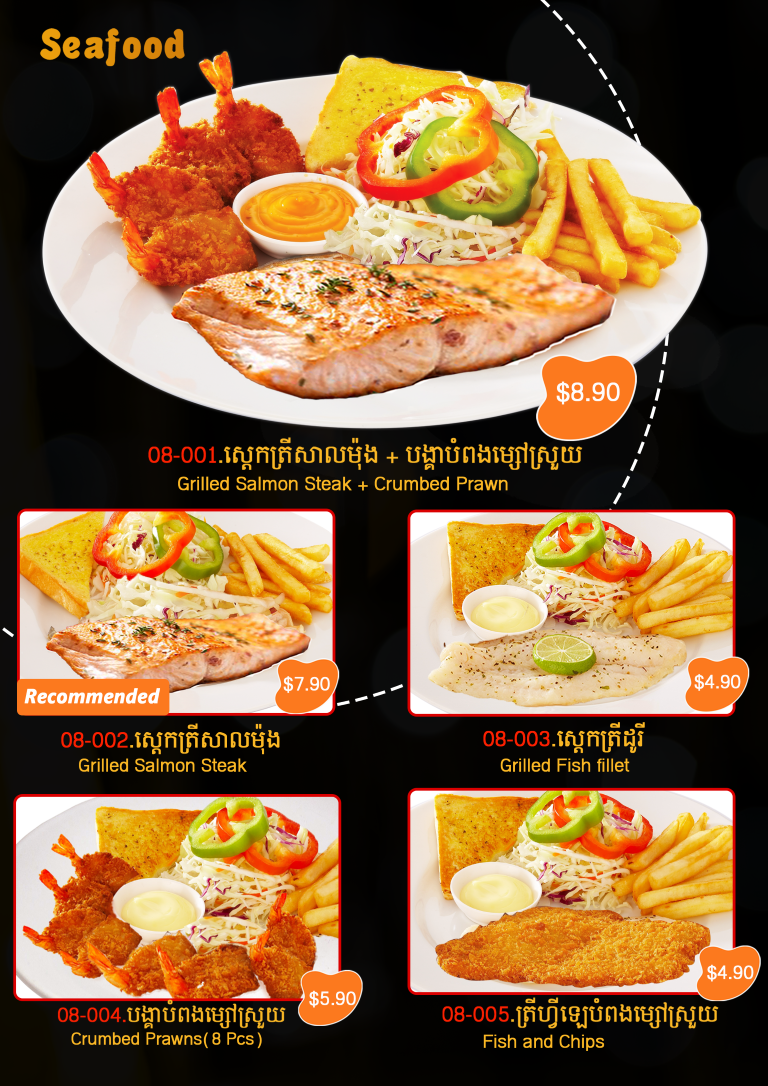 Seafood
$8.90
08-001.ស្តេកត្រីសាលម៉ុង + បង្គាបំពងម្សៅស្រួយ
Grilled Salmon Steak + Crumbed Prawn
Recommended
$7.90
08-002.ស្តេកត្រីសាលម៉ុង
Grilled Salmon Steak
$4.90
08-003.ស្តេកត្រីដូរី
Grilled Fish fillet
$5.90
08-004.បង្គាបំពងម្សៅស្រួយ
Crumbed Prawns( 8 Pcs )
$4.90
08-005.ត្រីហ្វីឡេបំពងម្សៅស្រួយ
Fish and Chips